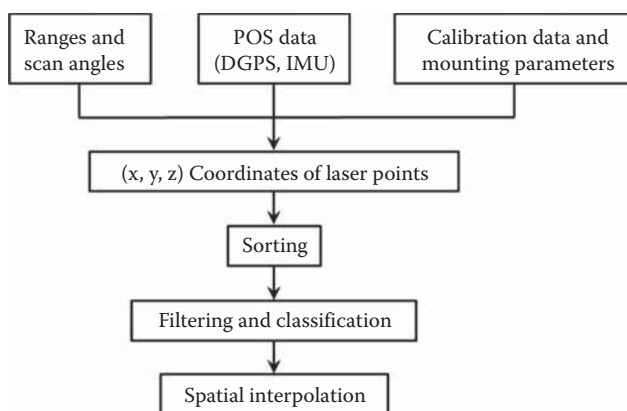 Ranges and
scan angles
POS data
(DGPS, IMU)
Calibration data and
mounting parameters
(x, y, z) Coordinates of laser points
Sorting
Filtering and classification
Spatial interpolation